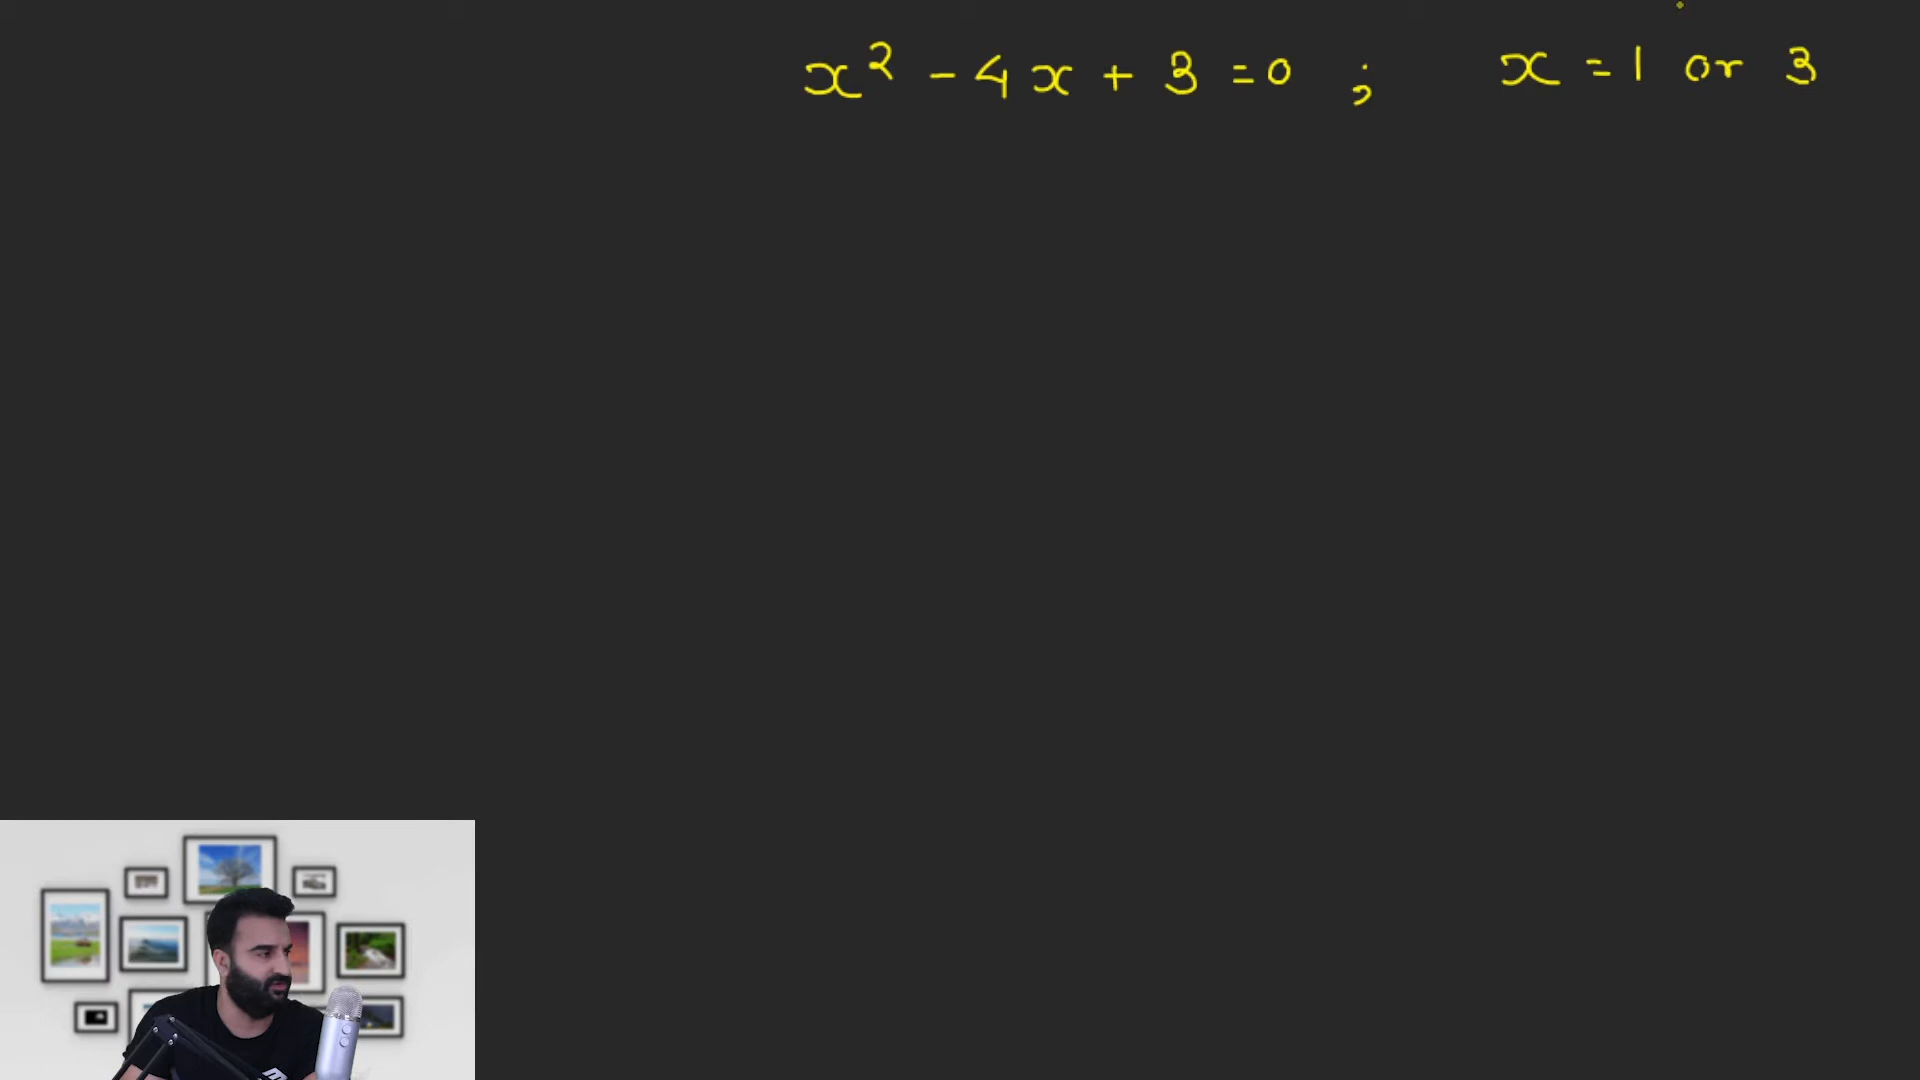 x² - 4x + 3 = 0 ; x = 1 or 3